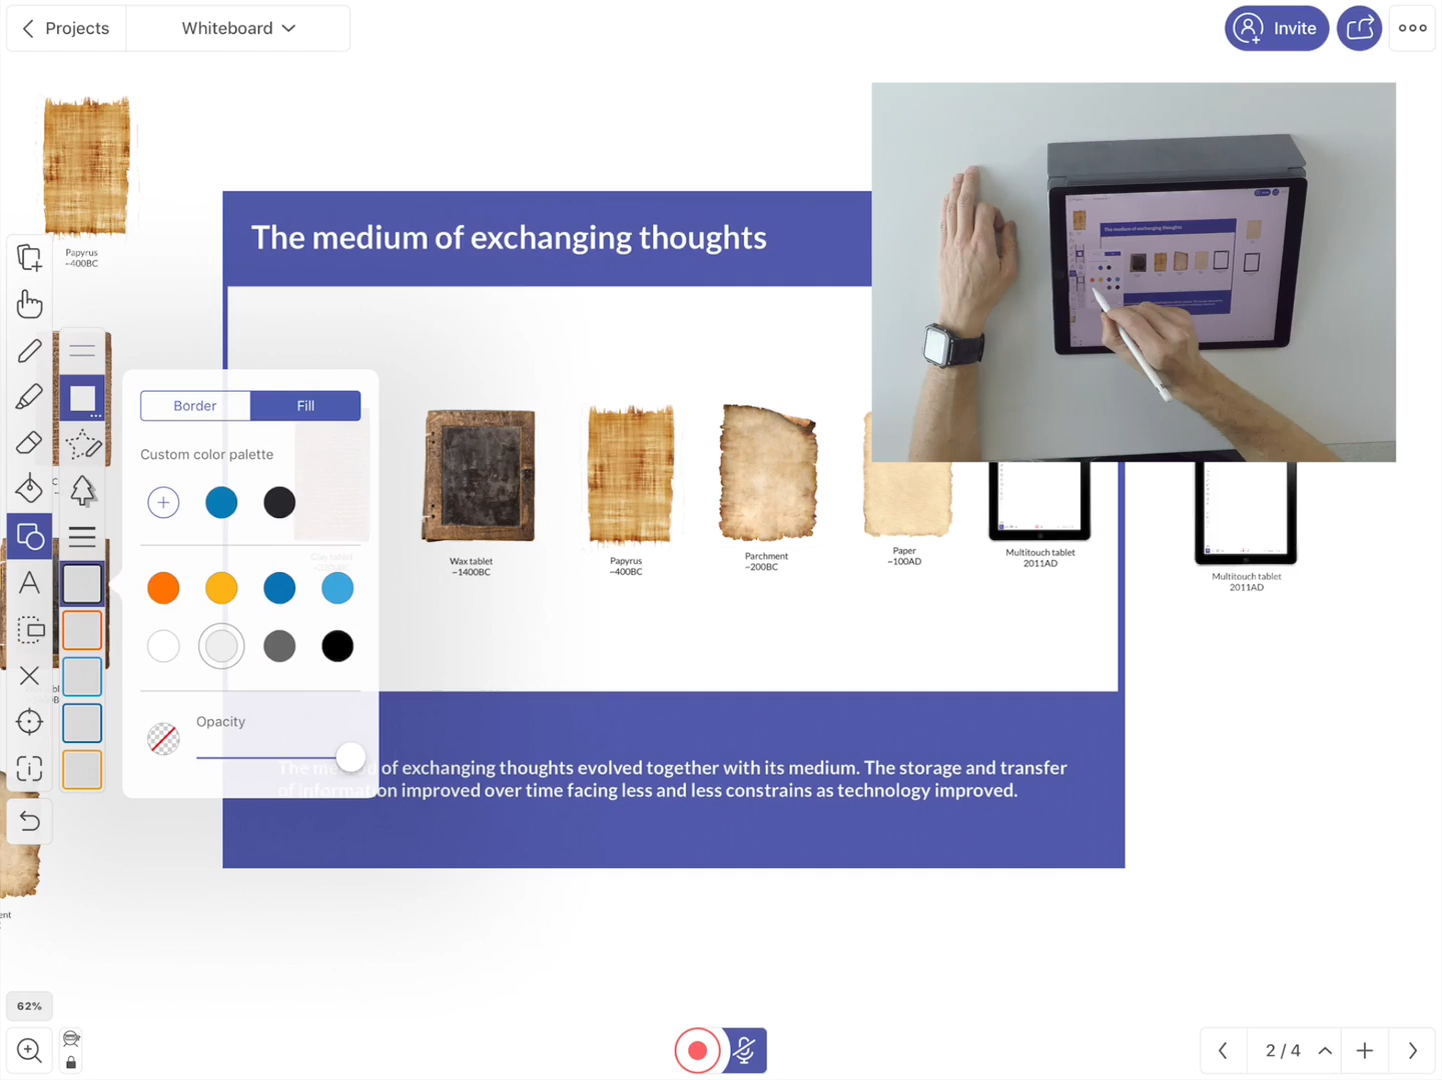 Projects
Whiteboard
Invite
Papyrus
~400BC
The medium of exchanging thoughts
Border
Fill
Custom color palette
Wax tablet
~1400BC
Papyrus
~400BC
Parchment
~200BC
Paper
~100AD
Multitouch tablet
2011AD
Multitouch tablet
2011AD
Opacity
of exchanging thoughts evolved together with its medium. The storage and transfer
of information improved over time facing less and less constrains as technology improved.
62%
2 / 4